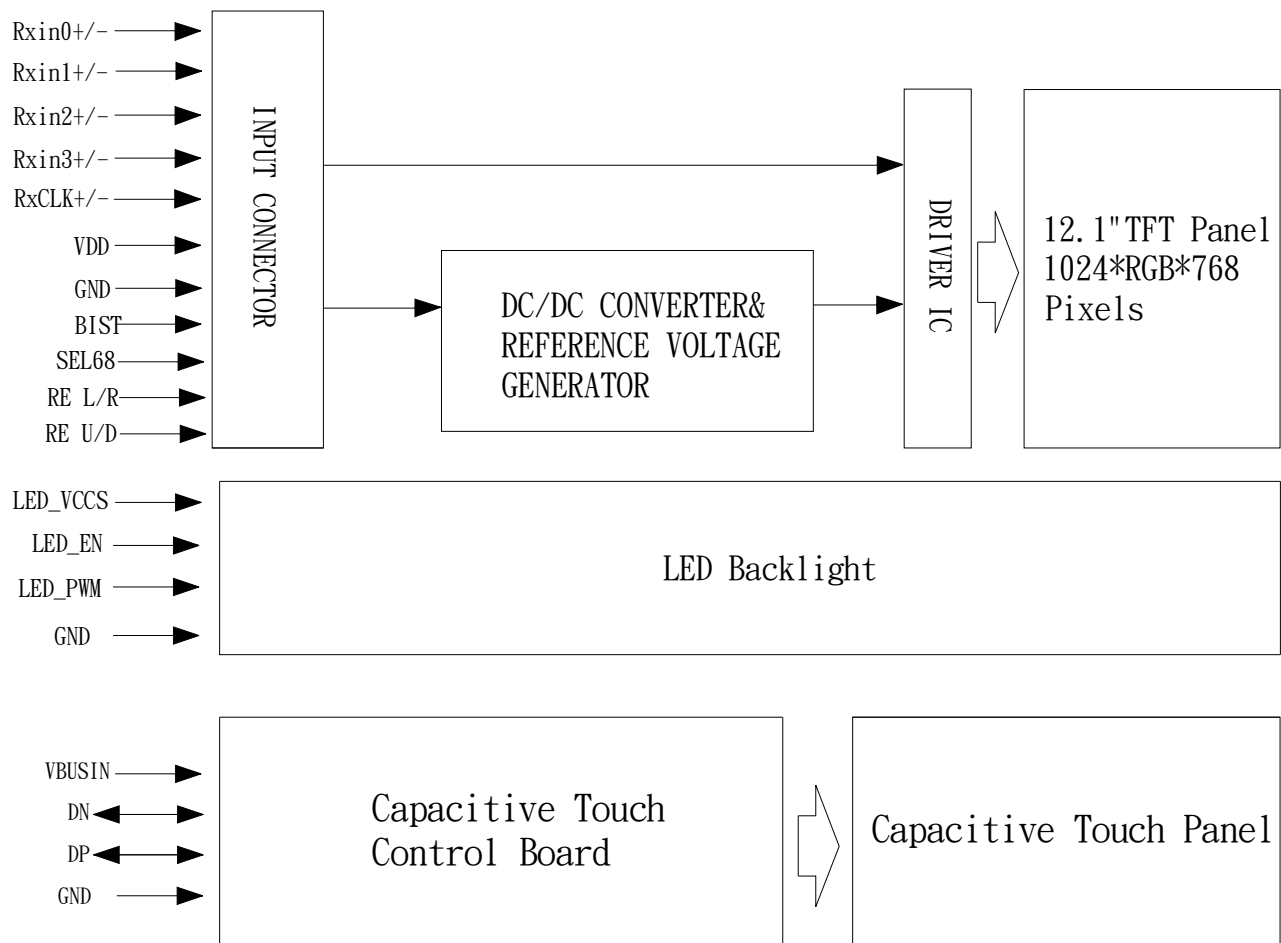 Rxin0+/-
Rxin1+/-
Rxin2+/-
Rxin3+/-
RxCLK+/-
VDD
GND
BIST
SEL68
RE L/R
RE U/D
INPUT CONNECTOR
DC/DC CONVERTER&
REFERENCE VOLTAGE
GENERATOR
DRIVER IC
12.1"TFT Panel
1024*RGB*768
Pixels
LED_VCCS
LED_EN
LED_PWM
GND
LED Backlight
VBUSIN
DN
DP
GND
Capacitive Touch
Control Board
Capacitive Touch Panel